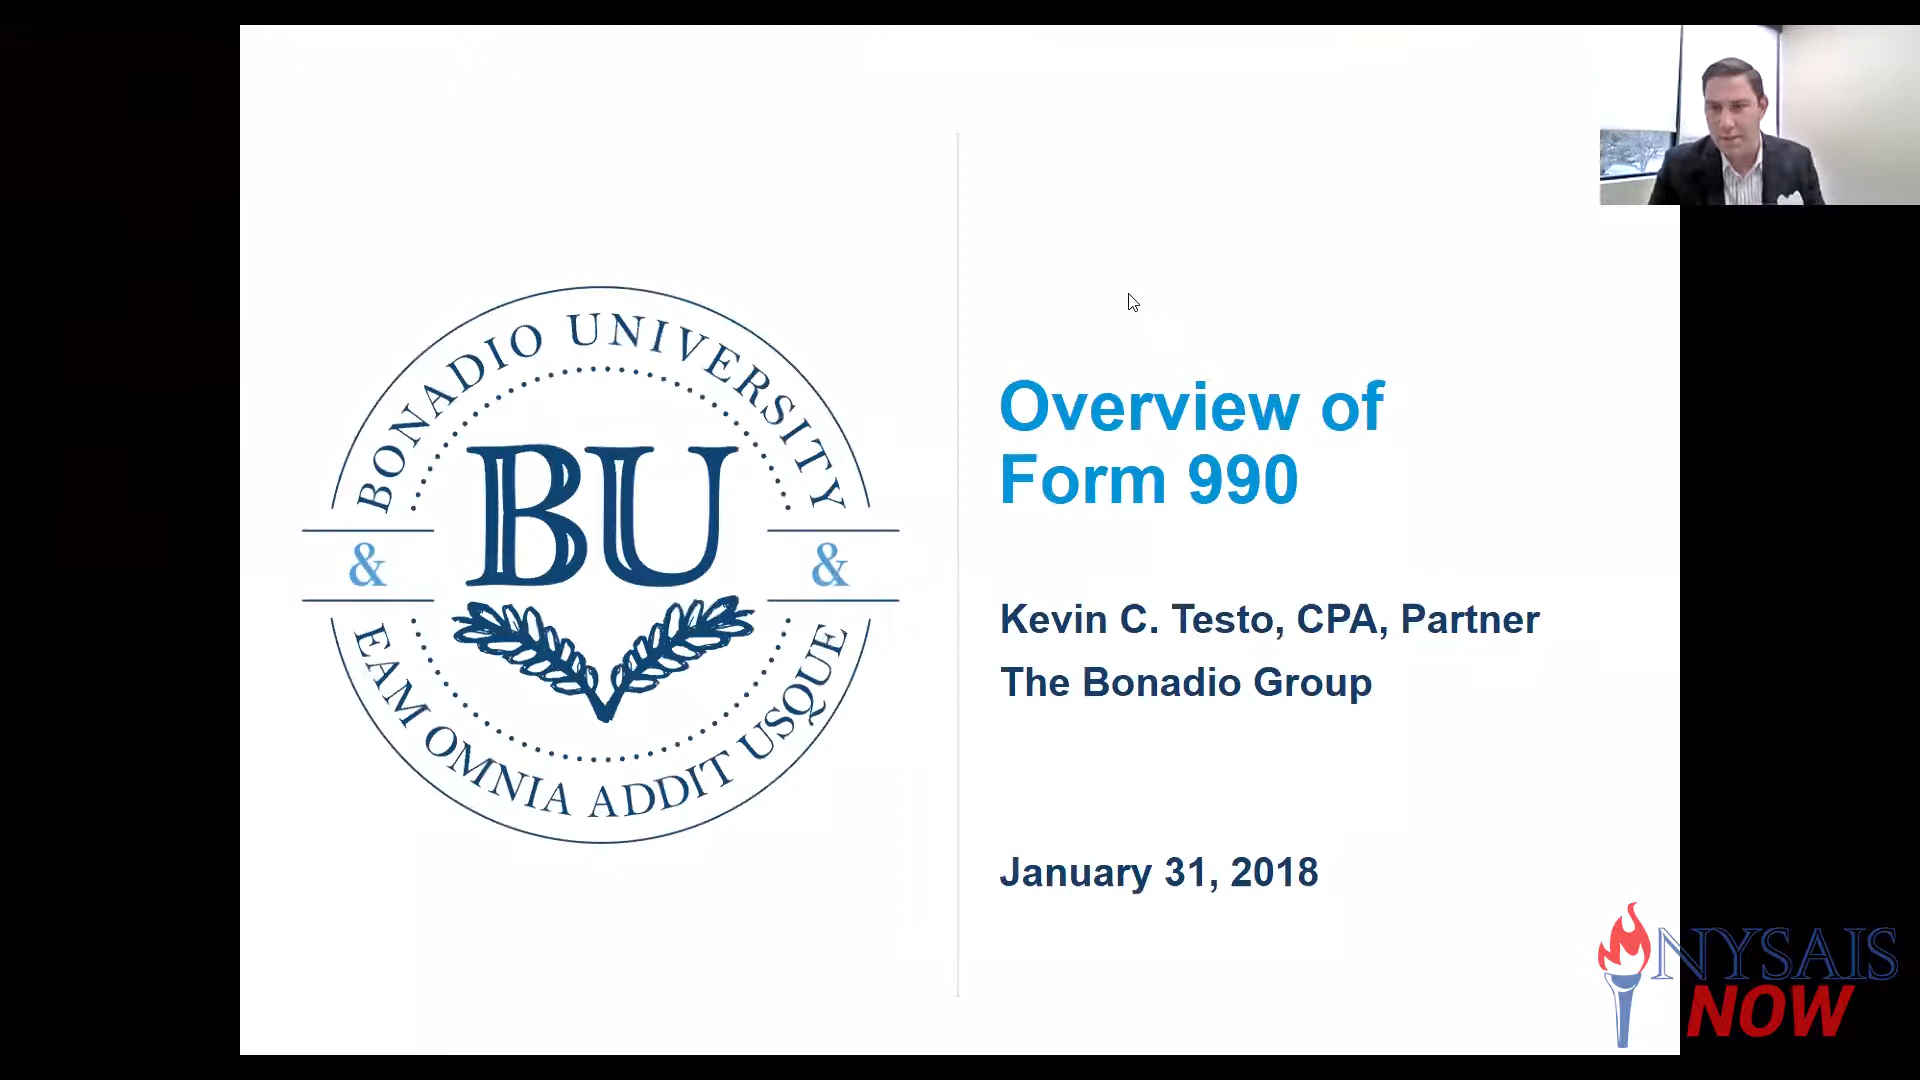 BONADIO UNIVERSITY
BU
& &
EAM OMNIA ADDIT USQUE
Overview of
Form 990
Kevin C. Testo, CPA, Partner
The Bonadio Group
January 31, 2018
NYSAIS
NOW